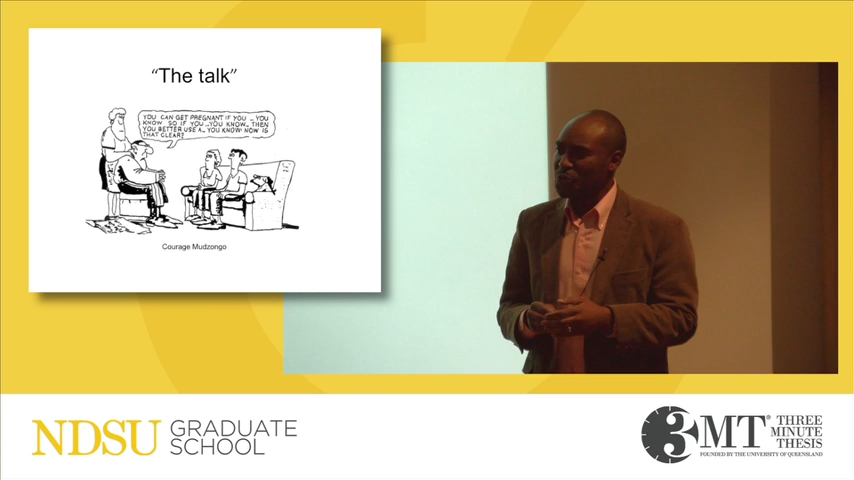 “The talk”
YOU CAN GET PREGNANT IF YOU ... YOU
KNOW SO IF YOU ...YOU KNOW... THEN
YOU BETTER USE A... YOU KNOW NOW IS
THAT CLEAR?
Courage Mudzongo
NDSU GRADUATE
SCHOOL
3MT® THREE
MINUTE
THESIS
FOUNDED BY THE UNIVERSITY OF QUEENSLAND